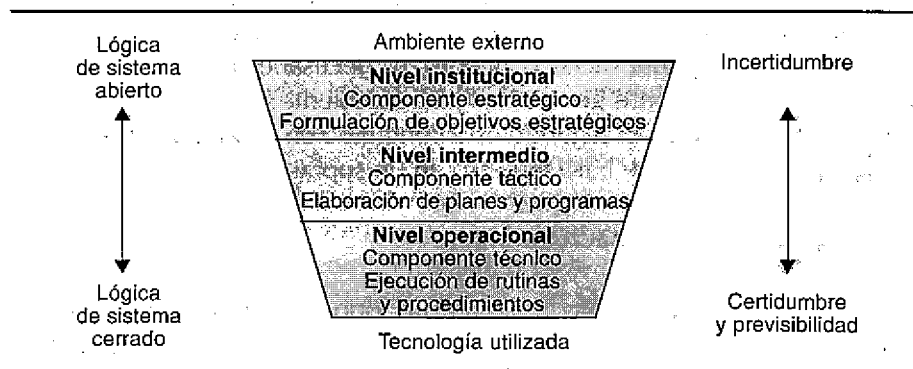 Ambiente externo
Lógica
de sistema
abierto
Nivel institucional
Componente estratégico
Formulación de objetivos estratégicos
Incertidumbre
Nivel intermedio
Componente táctico
Elaboración de planes y programas
Nivel operacional
Componente técnico
Ejecución de rutinas
y procedimientos
Lógica
de sistema
cerrado
Certidumbre
y previsibilidad
Tecnología utilizada